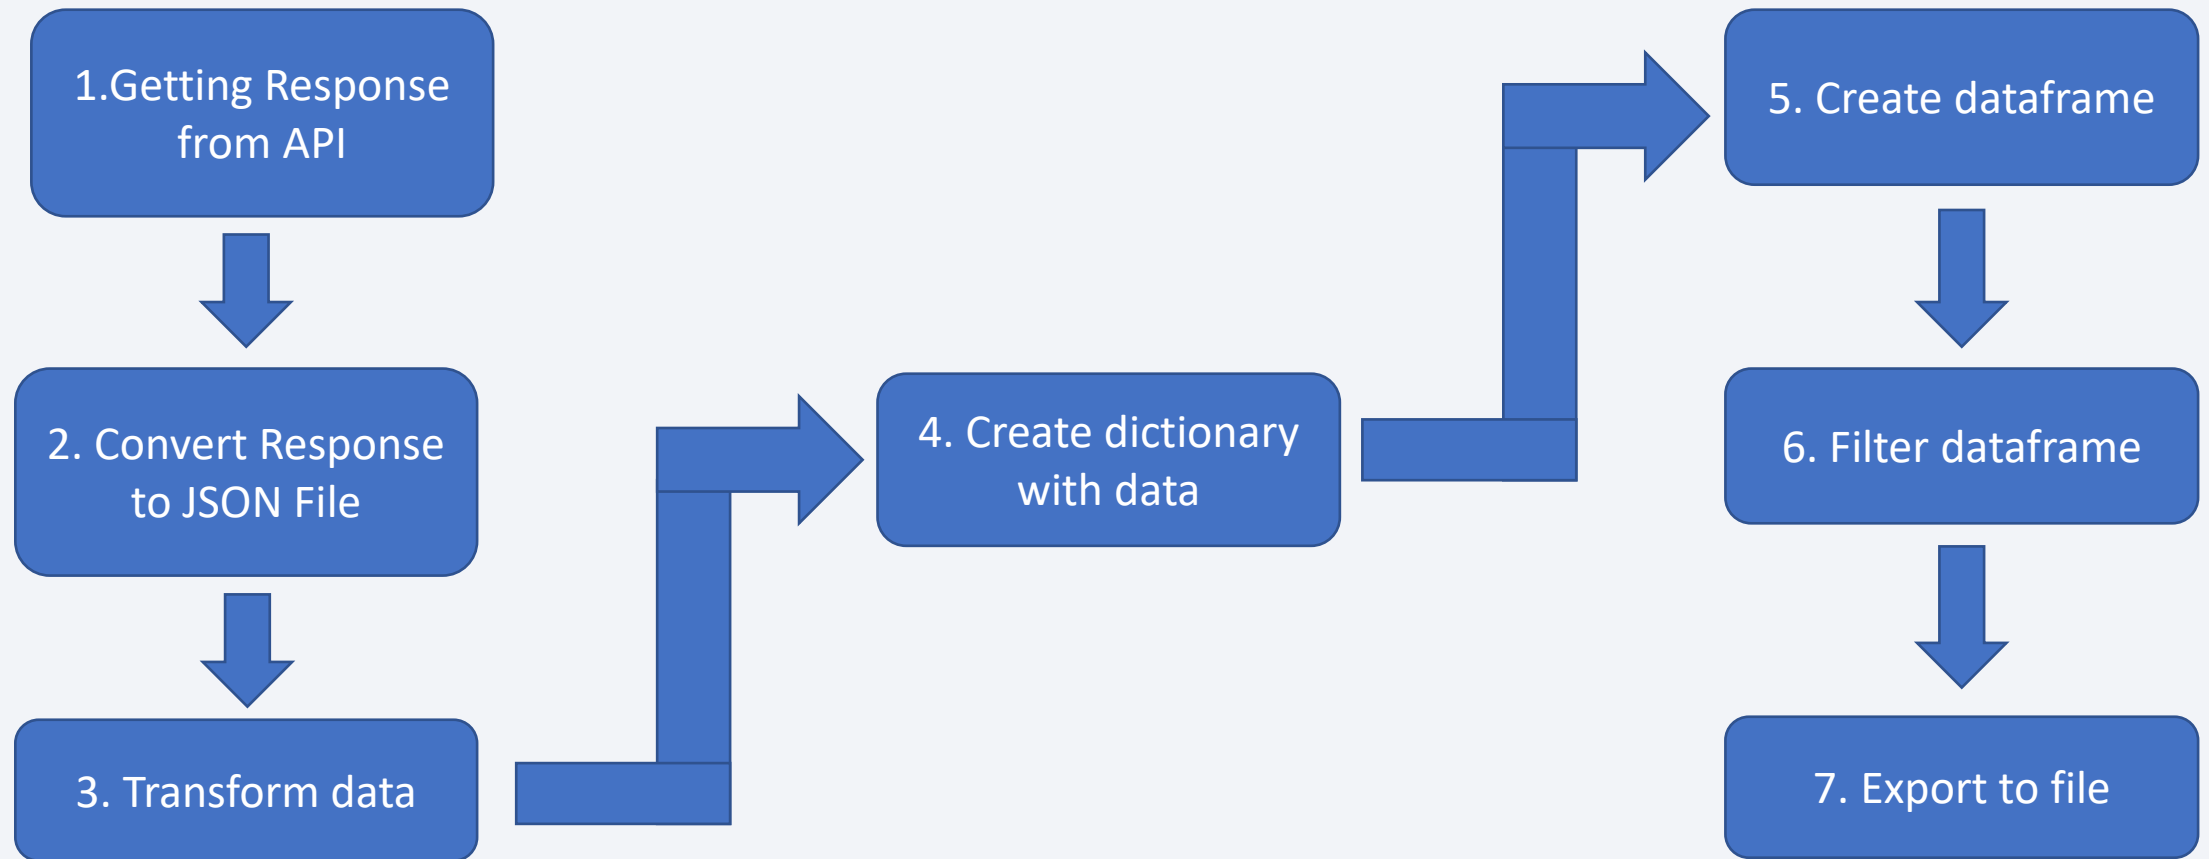 1.Getting Response
from API
2. Convert Response
to JSON File
3. Transform data
4. Create dictionary
with data
5. Create dataframe
6. Filter dataframe
7. Export to file